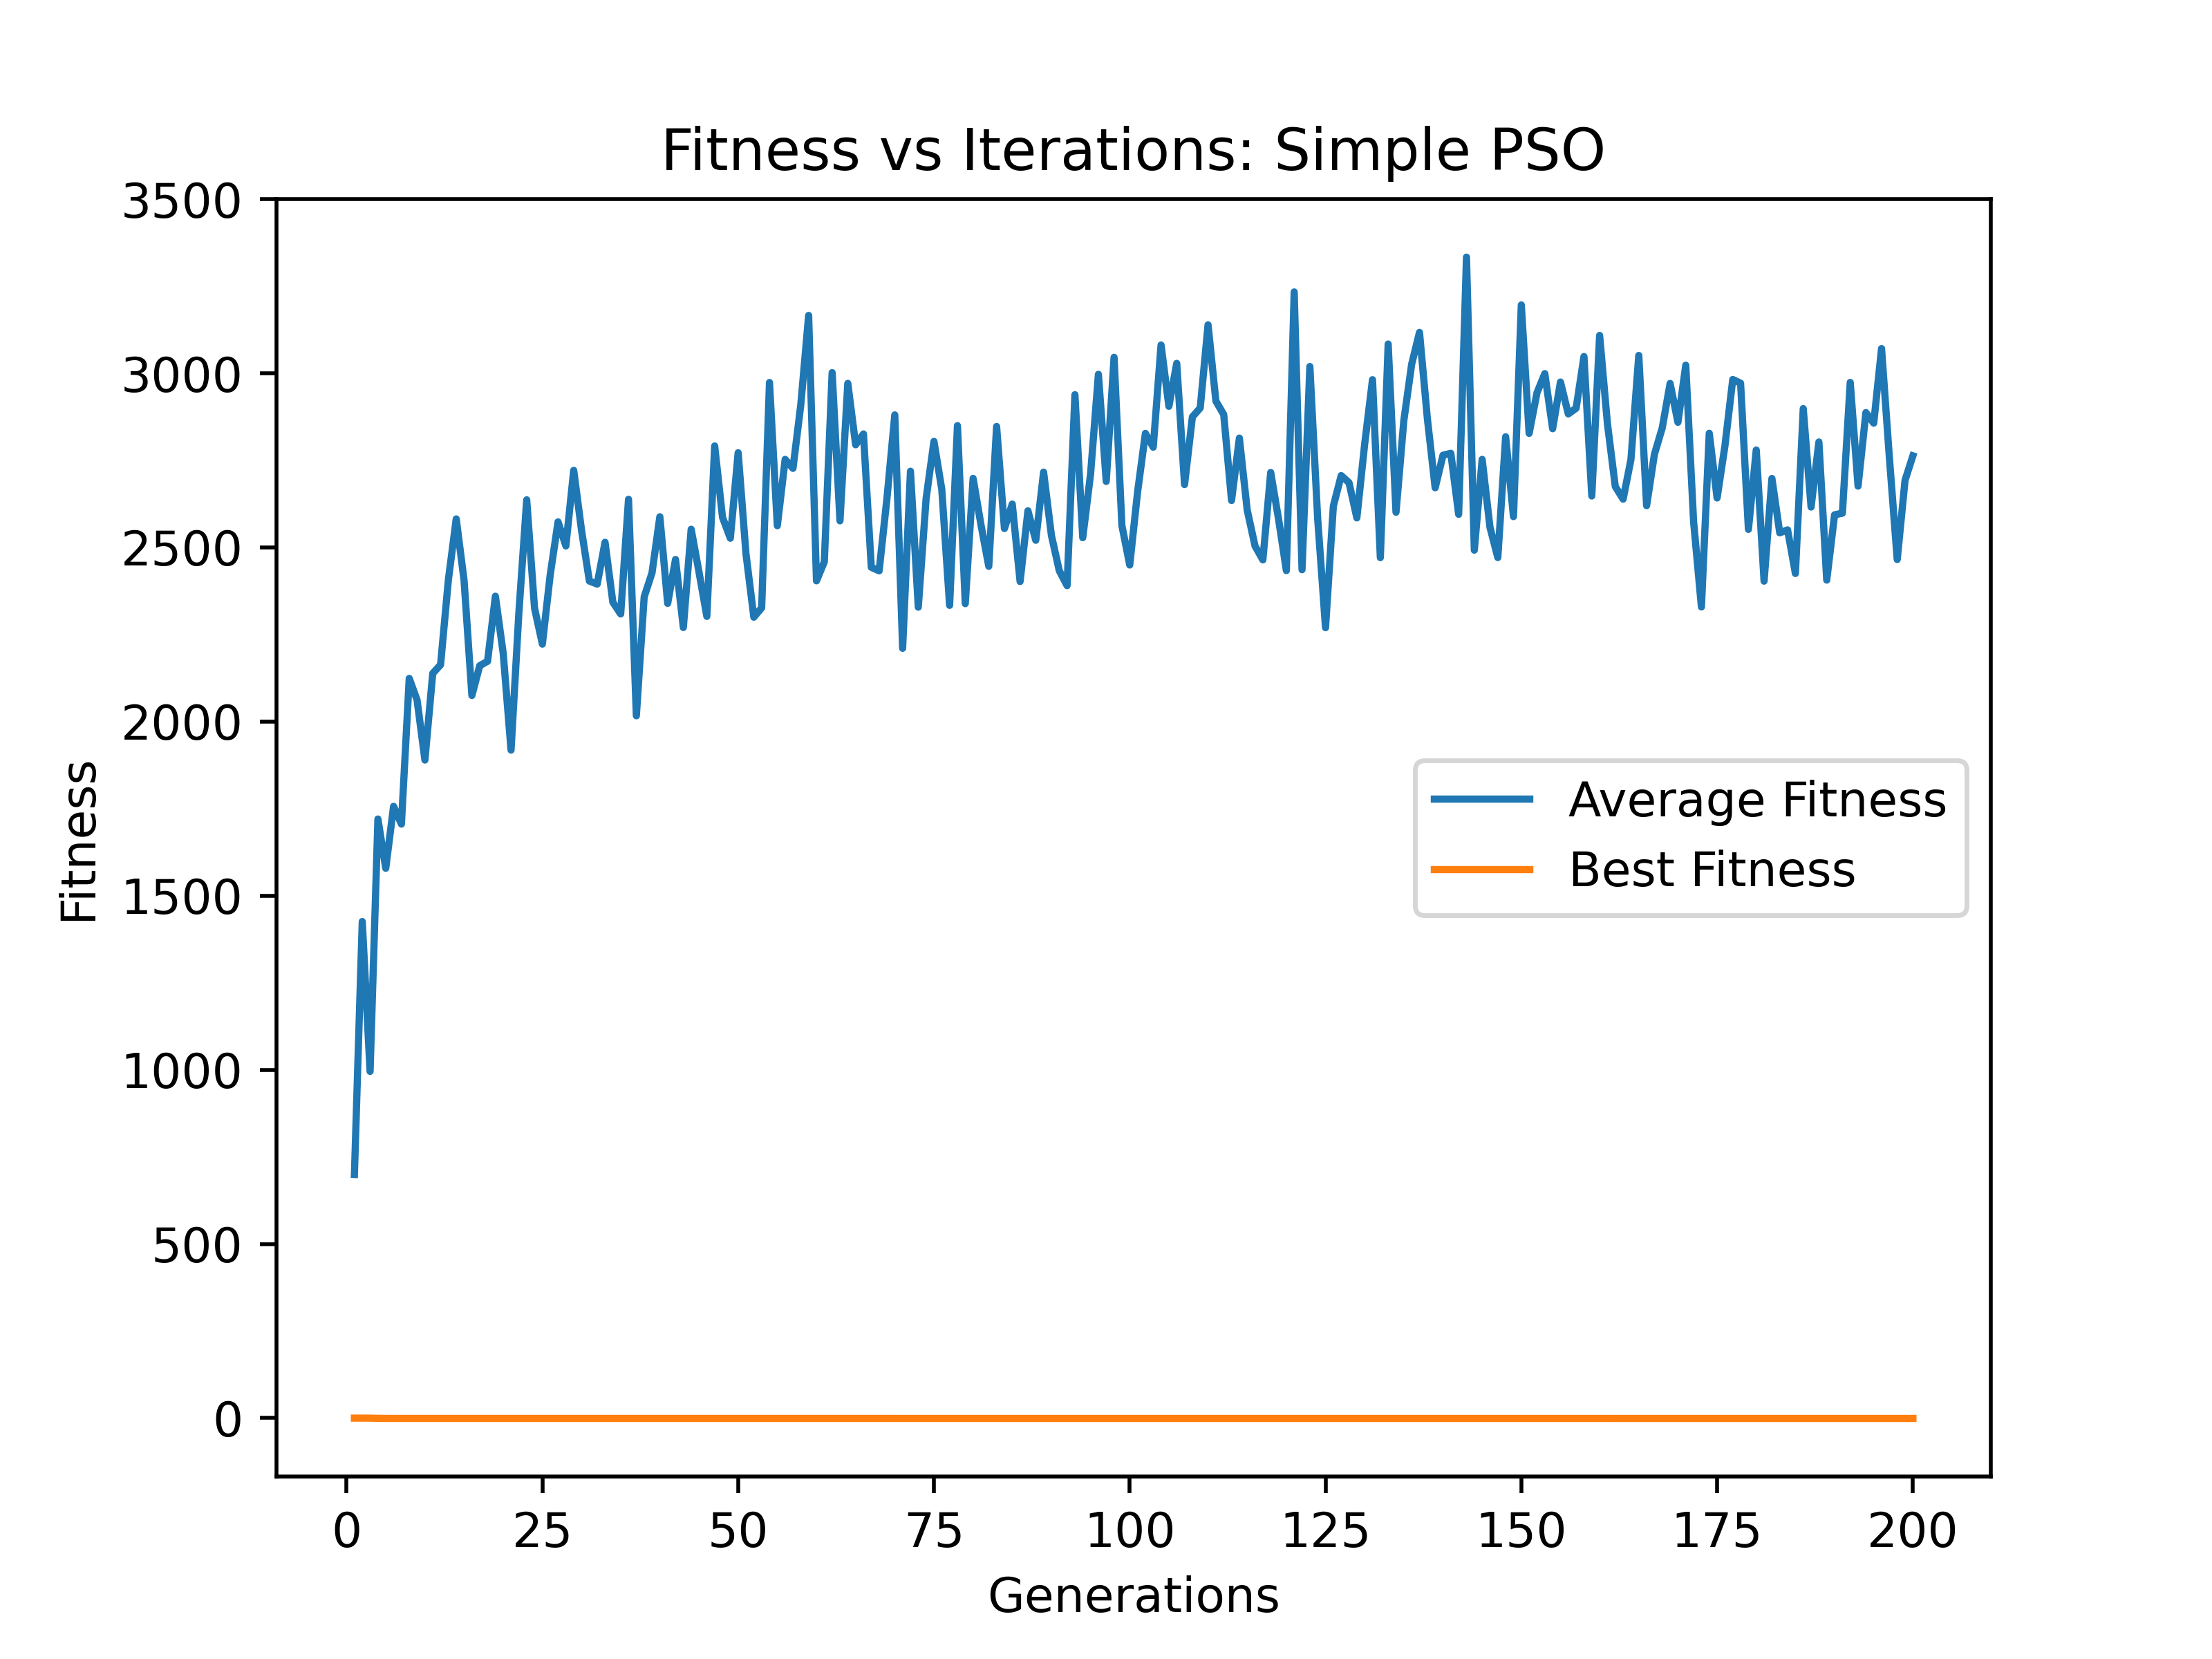 Fitness vs Iterations: Simple PSO
3500
3000
2500
2000
1500
1000
500
0
Fitness
Average Fitness
Best Fitness
0 25 50 75 100 125 150 175 200
Generations